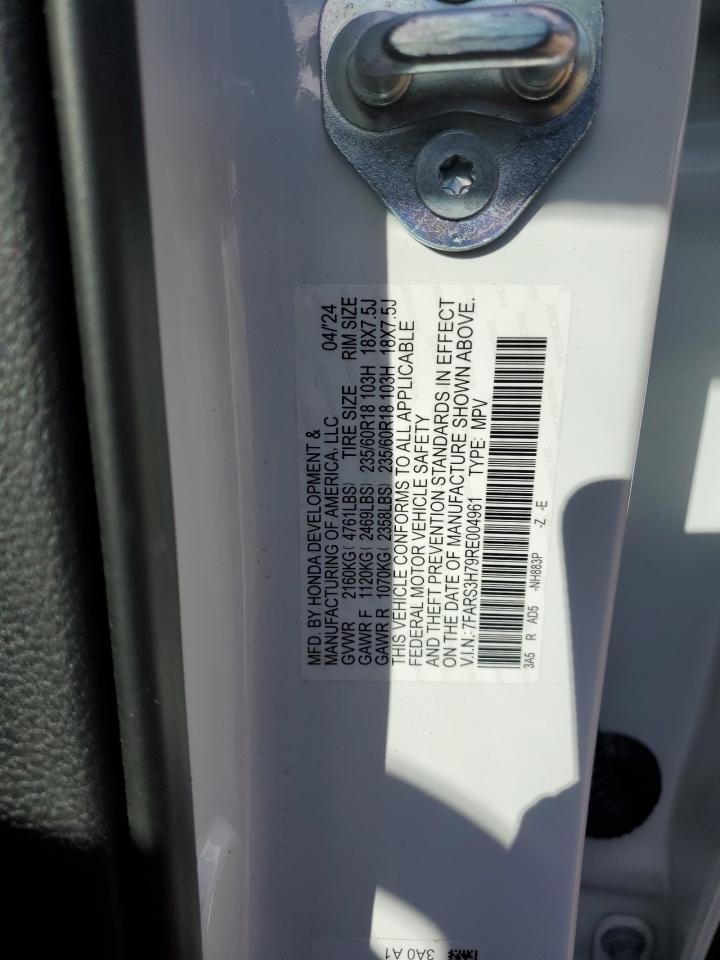 MFD. BY HONDA DEVELOPMENT &
MANUFACTURING OF AMERICA, LLC 04/'24
GVWR 2160KG( 4761LBS) TIRE SIZE RIM SIZE
GAWR F 1120KG( 2469LBS) 235/60R18 103H 18X7.5J
GAWR R 1070KG( 2358LBS) 235/60R18 103H 18X7.5J
THIS VEHICLE CONFORMS TO ALL APPLICABLE
FEDERAL MOTOR VEHICLE SAFETY
AND THEFT PREVENTION STANDARDS IN EFFECT
ON THE DATE OF MANUFACTURE SHOWN ABOVE.
V.I.N.:7FARS3H79RE004961 TYPE: MPV
3A5 R AD5 -NH883P -Z -E
3A0 A1